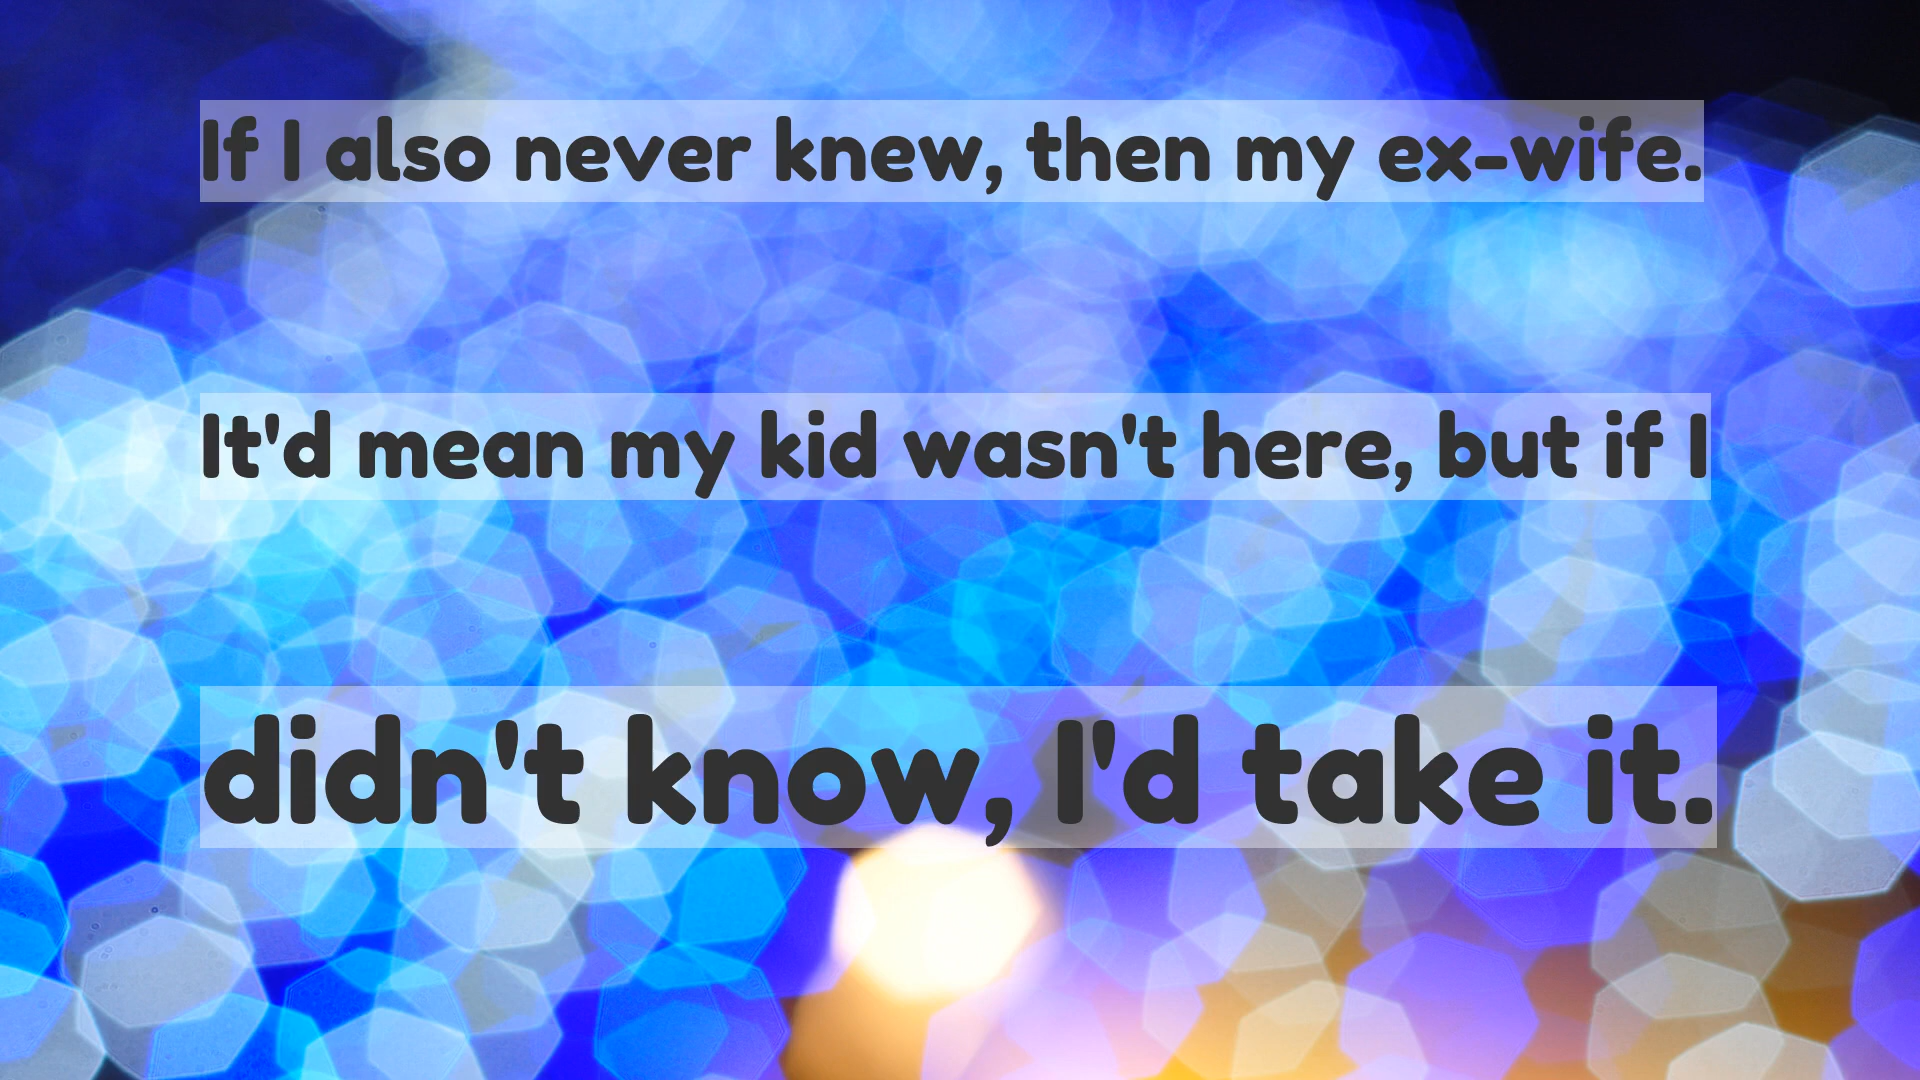 If I also never knew, then my ex-wife.
It'd mean my kid wasn't here, but if I
didn't know, I'd take it.